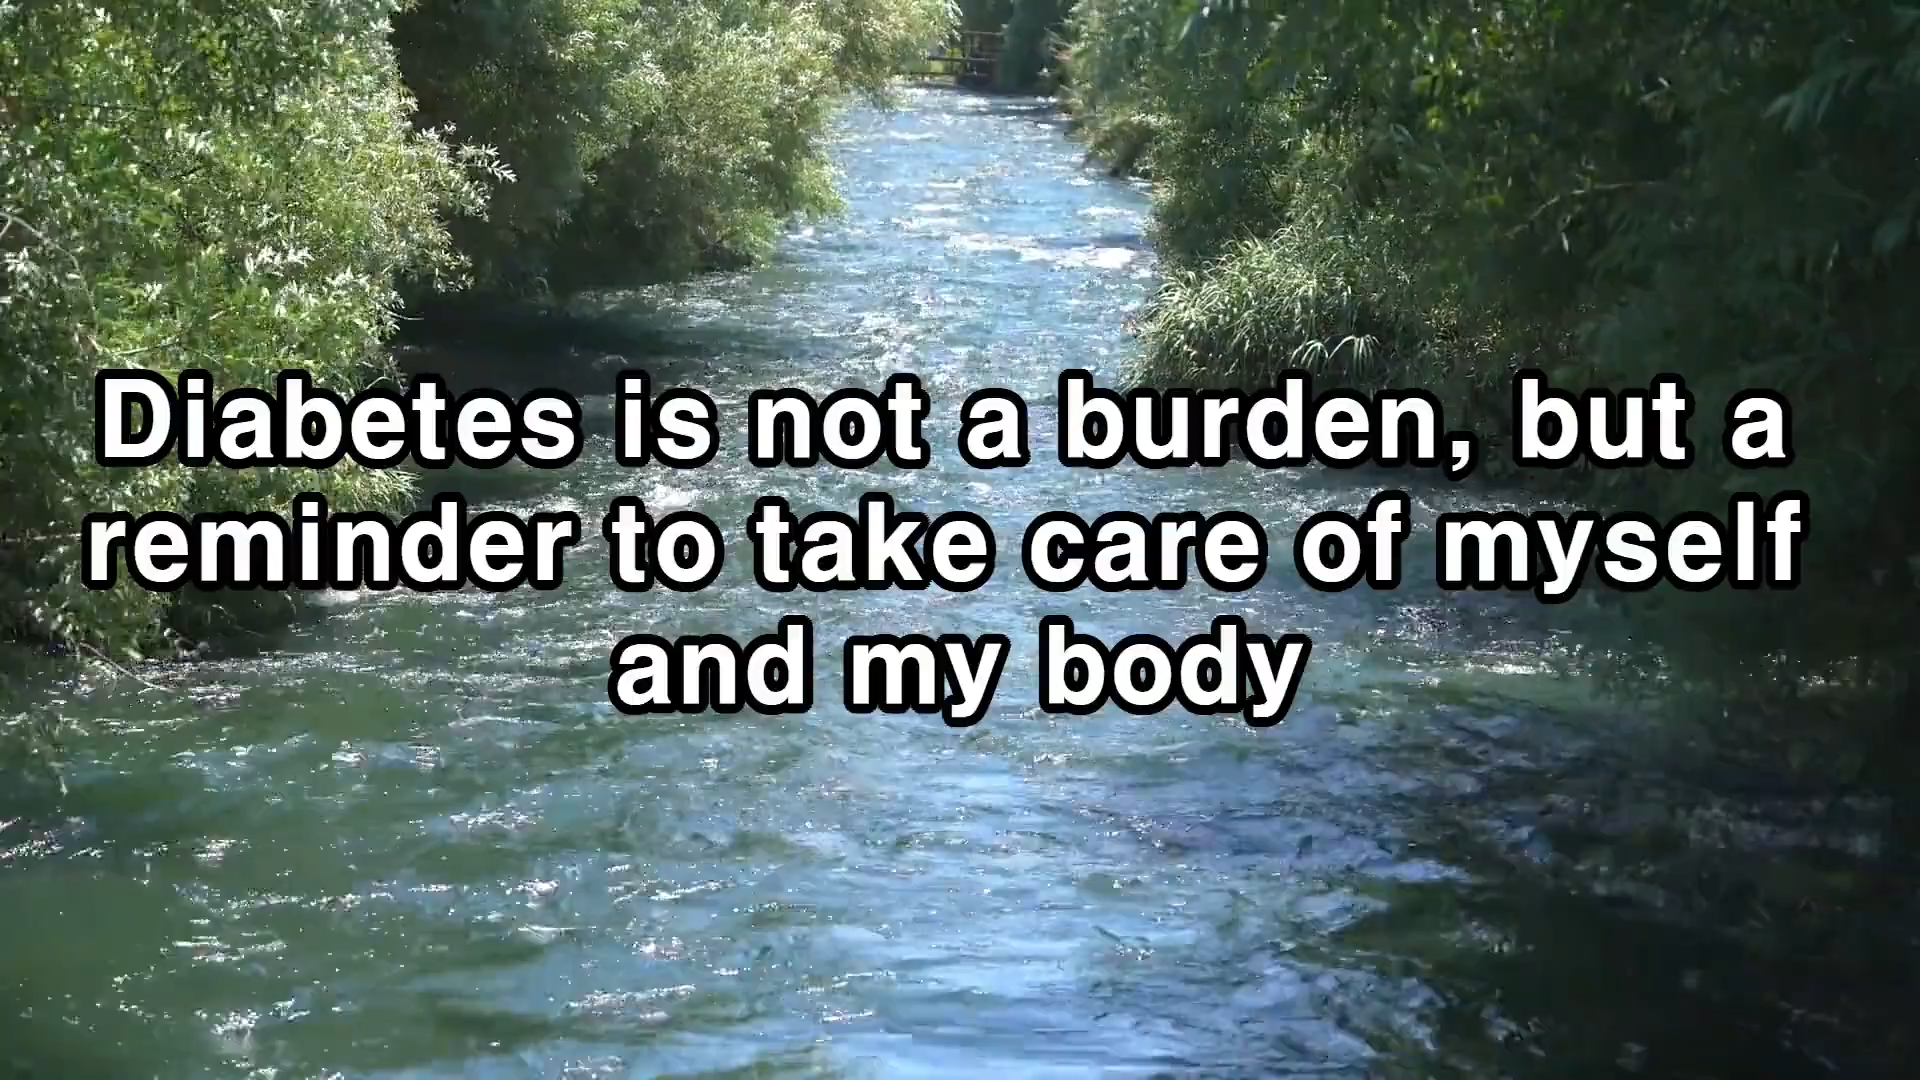 Diabetes is not a burden, but a
reminder to take care of myself
and my body